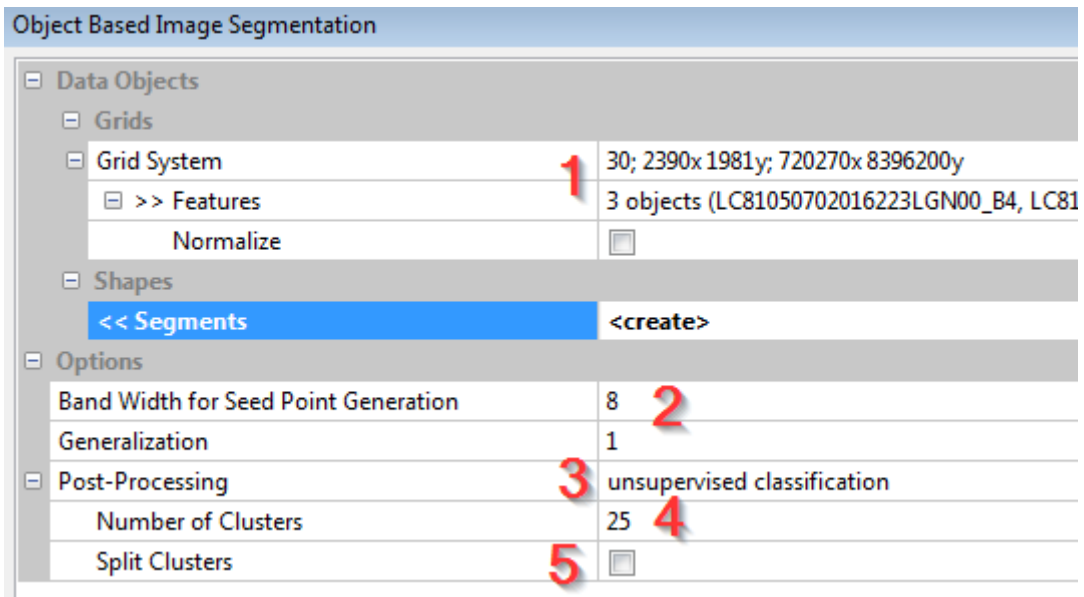 Object Based Image Segmentation
Data Objects
Grids
Grid System 1 30; 2390x 1981y; 720270x 8396200y
>> Features 3 objects (LC81050702016223LGN00_B4, LC81
Normalize
Shapes
<< Segments <create>
Options
Band Width for Seed Point Generation 8 2
Generalization 1
Post-Processing 3 unsupervised classification
Number of Clusters 25 4
Split Clusters 5